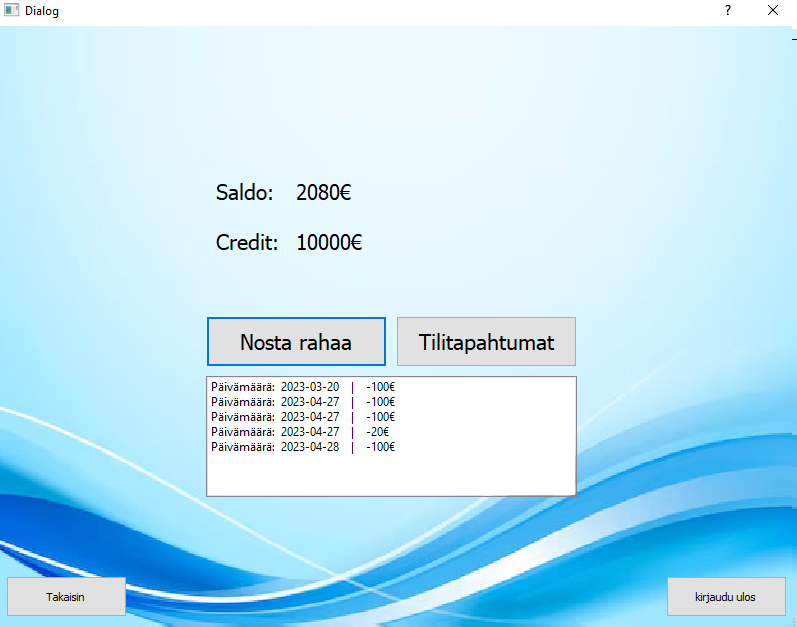 Dialog ?
Saldo: 2080€
Credit: 10000€
Nosta rahaa Tilitapahtumat
Päivämäärä: 2023-03-20 | -100€
Päivämäärä: 2023-04-27 | -100€
Päivämäärä: 2023-04-27 | -100€
Päivämäärä: 2023-04-27 | -20€
Päivämäärä: 2023-04-28 | -100€
Takaisin kirjaudu ulos